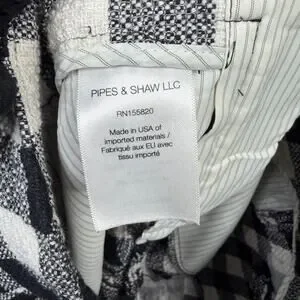 PIPES & SHAW LLC
RN155820
Made in USA of
imported materials /
Fabriqué aux EU avec
tissu importé